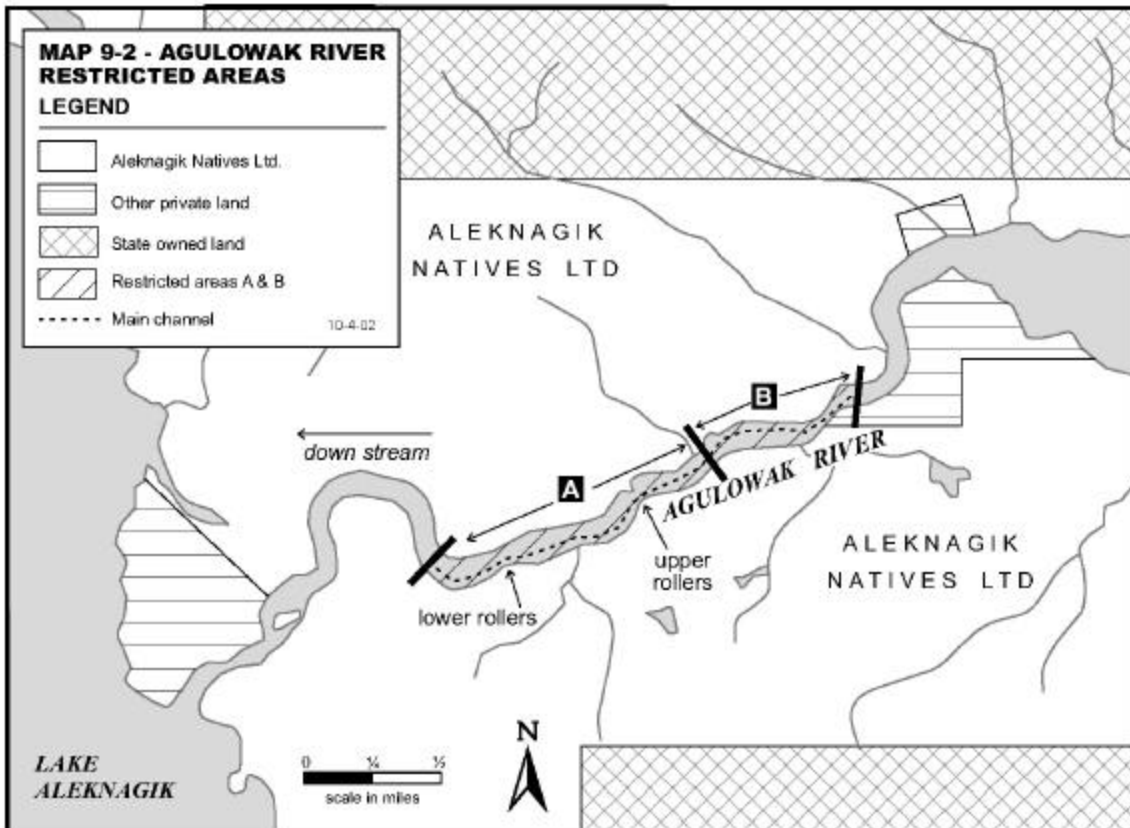 MAP 9-2 - AGULOWAK RIVER
RESTRICTED AREAS
LEGEND
Aleknagik Natives Ltd.
Other private land
State owned land
Restricted areas A & B
Main channel
10-4-02
ALEKNAGIK
NATIVES LTD
B
down stream
A
AGULOWAK RIVER
upper
rollers
lower rollers
ALEKNAGIK
NATIVES LTD
N
LAKE
ALEKNAGIK
0 ¼ ½
scale in miles